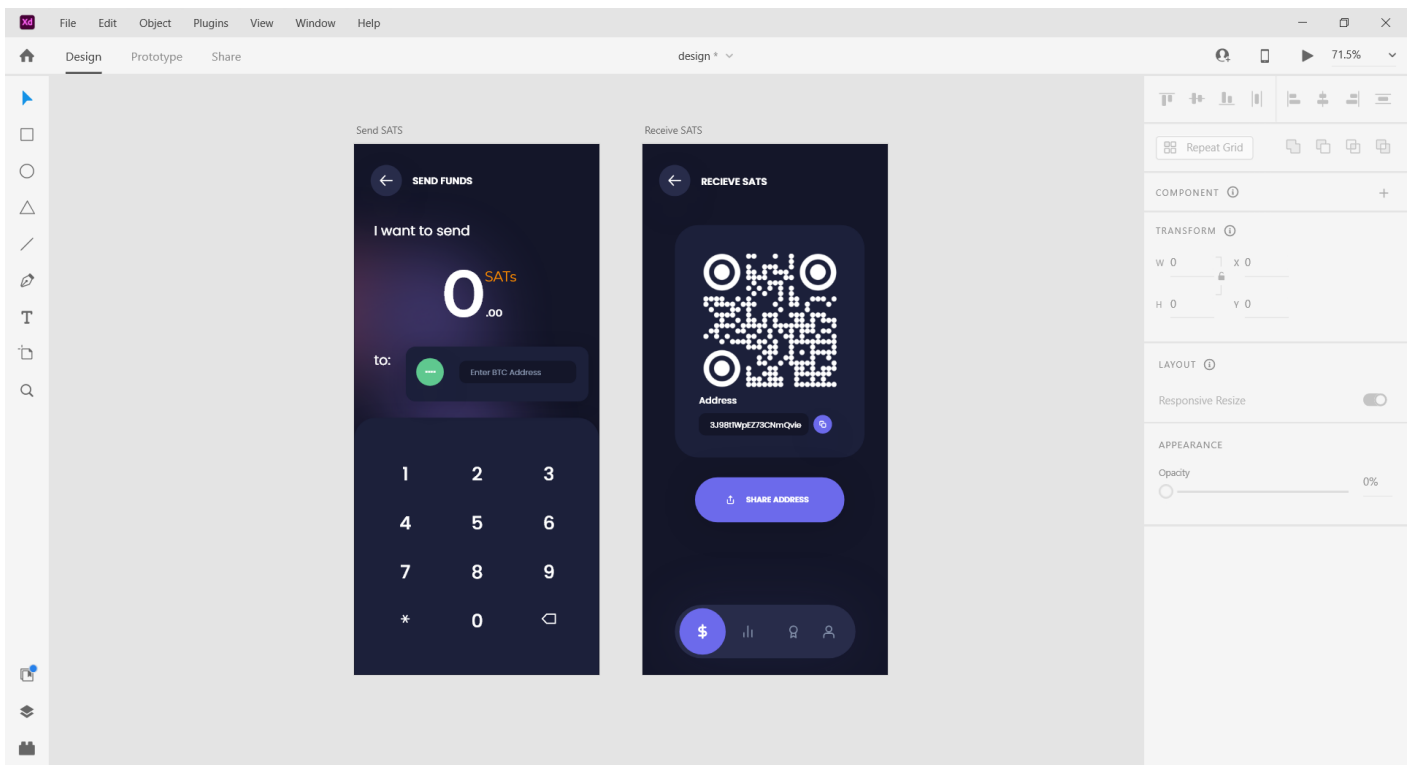 Xd File Edit Object Plugins View Window Help
Design Prototype Share design * 71.5%
Send SATS
SEND FUNDS
I want to send
0 SATs
.00
to: Enter BTC Address
1 2 3
4 5 6
7 8 9
* 0
Receive SATS
RECIEVE SATS
Address
3J98t1WpEZ73CNmQvie
SHARE ADDRESS
$
Repeat Grid
COMPONENT
TRANSFORM
W 0 X 0
H 0 Y 0
LAYOUT
Responsive Resize
APPEARANCE
Opacity
0%
T